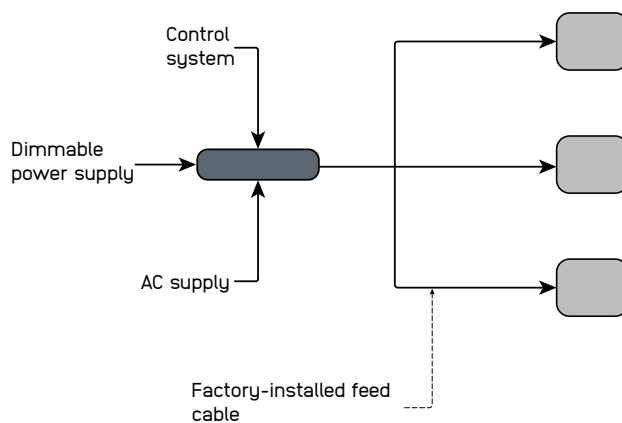 Control
system
Dimmable
power supply
AC supply
Factory-installed feed
cable